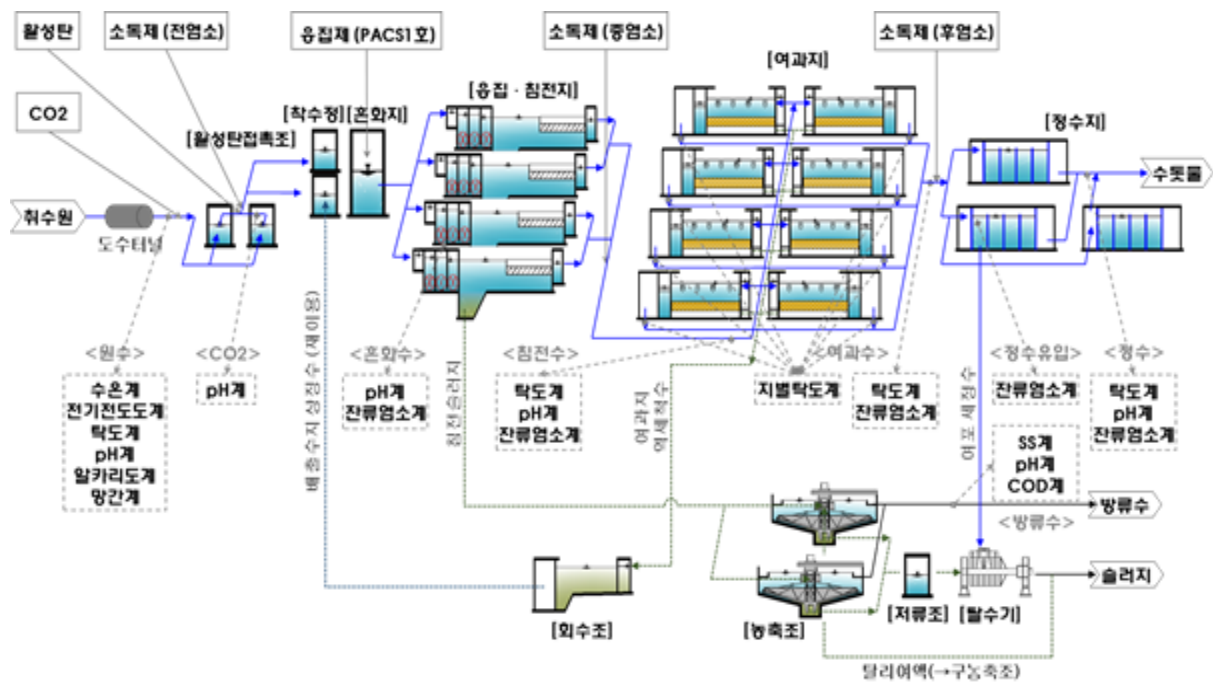 활성탄
소독제 (전염소)
응집제 (PACS1호)
소독제 (중염소)
소독제 (후염소)
CO2
[활성탄접촉조]
[착수정]
[혼화지]
[응집·침전지]
[여과지]
[정수지]
취수원
도수터널
수돗물
<원수>
수온계
전기전도도계
탁도계
pH계
알카리도계
망간계
<CO2>
pH계
배출수지 상징수 (재이용)
<혼화수>
pH계
잔류염소계
침전슬러지
<침전수>
탁도계
pH계
잔류염소계
여과지
역세척수
<여과수>
지별탁도계
탁도계
잔류염소계
여포 세정수
<정수유입>
잔류염소계
<정수>
탁도계
pH계
잔류염소계
SS계
pH계
COD계
<방류수>
방류수
슬러지
[회수조]
[농축조]
[저류조]
[탈수기]
탈리여액(→구농축조)